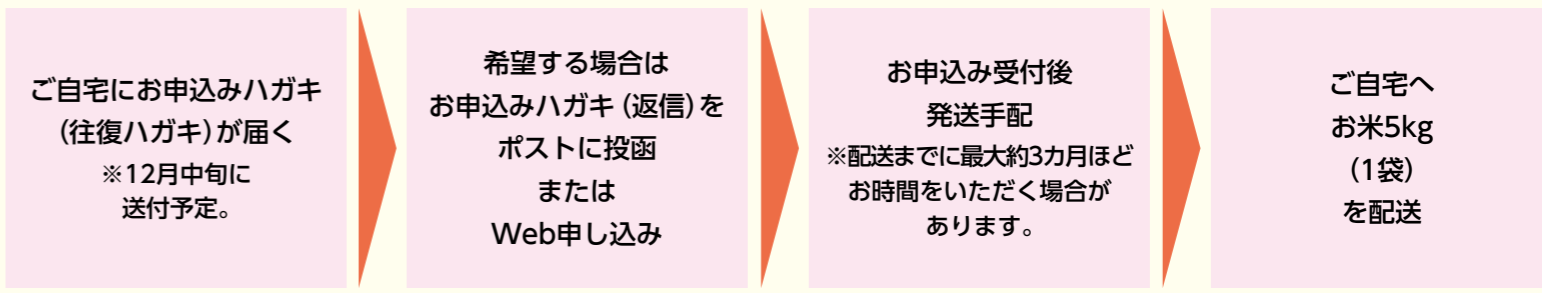 ご自宅にお申込みハガキ
（往復ハガキ）が届く
※12月中旬に
送付予定。
希望する場合は
お申込みハガキ（返信）を
ポストに投函
または
Web申し込み
お申込み受付後
発送手配
※配送までに最大約3カ月ほど
お時間をいただく場合が
あります。
ご自宅へ
お米5kg
（1袋）
を配送